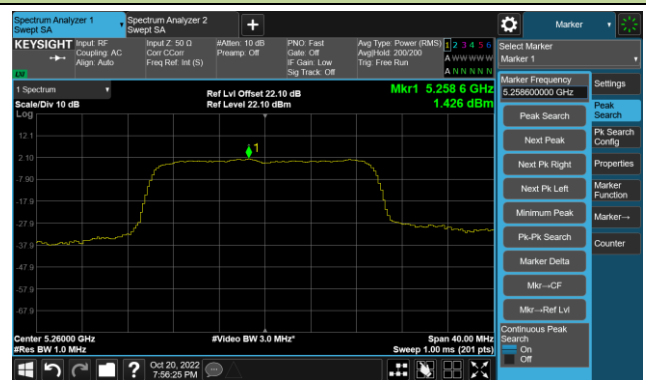 Spectrum Analyzer 1
Swept SA
Spectrum Analyzer 2
Swept SA
+
Marker
KEYSIGHT
Input: RF
Coupling: AC
Align: Auto
Input Z: 50 Ω
Corr CCorr
Freq Ref: Int (S)
#Atten: 10 dB
Preamp: Off
PNO: Fast
Gate: Off
IF Gain: Low
Sig Track: Off
Avg Type: Power (RMS)
Avg|Hold: 200/200
Trig: Free Run
1 2 3 4 5 6
A W W W W W
A N N N N N
Select Marker
Marker 1
LXI
1 Spectrum
Scale/Div 10 dB
Log
Ref Lvl Offset 22.10 dB
Ref Level 22.10 dBm
Mkr1 5.258 6 GHz
1.426 dBm
12.1
2.10
-7.90
-17.9
-27.9
-37.9
-47.9
-57.9
-67.9
1
Center 5.26000 GHz
#Res BW 1.0 MHz
#Video BW 3.0 MHz*
Span 40.00 MHz
Sweep 1.00 ms (201 pts)
Marker Frequency
5.258600000 GHz
Peak Search
Next Peak
Next Pk Right
Next Pk Left
Minimum Peak
Pk-Pk Search
Marker Delta
Mkr→CF
Mkr→Ref Lvl
Continuous Peak
Search
On
Off
Settings
Peak
Search
Pk Search
Config
Properties
Marker
Function
Marker→
Counter
?
Oct 20, 2022
7:56:25 PM